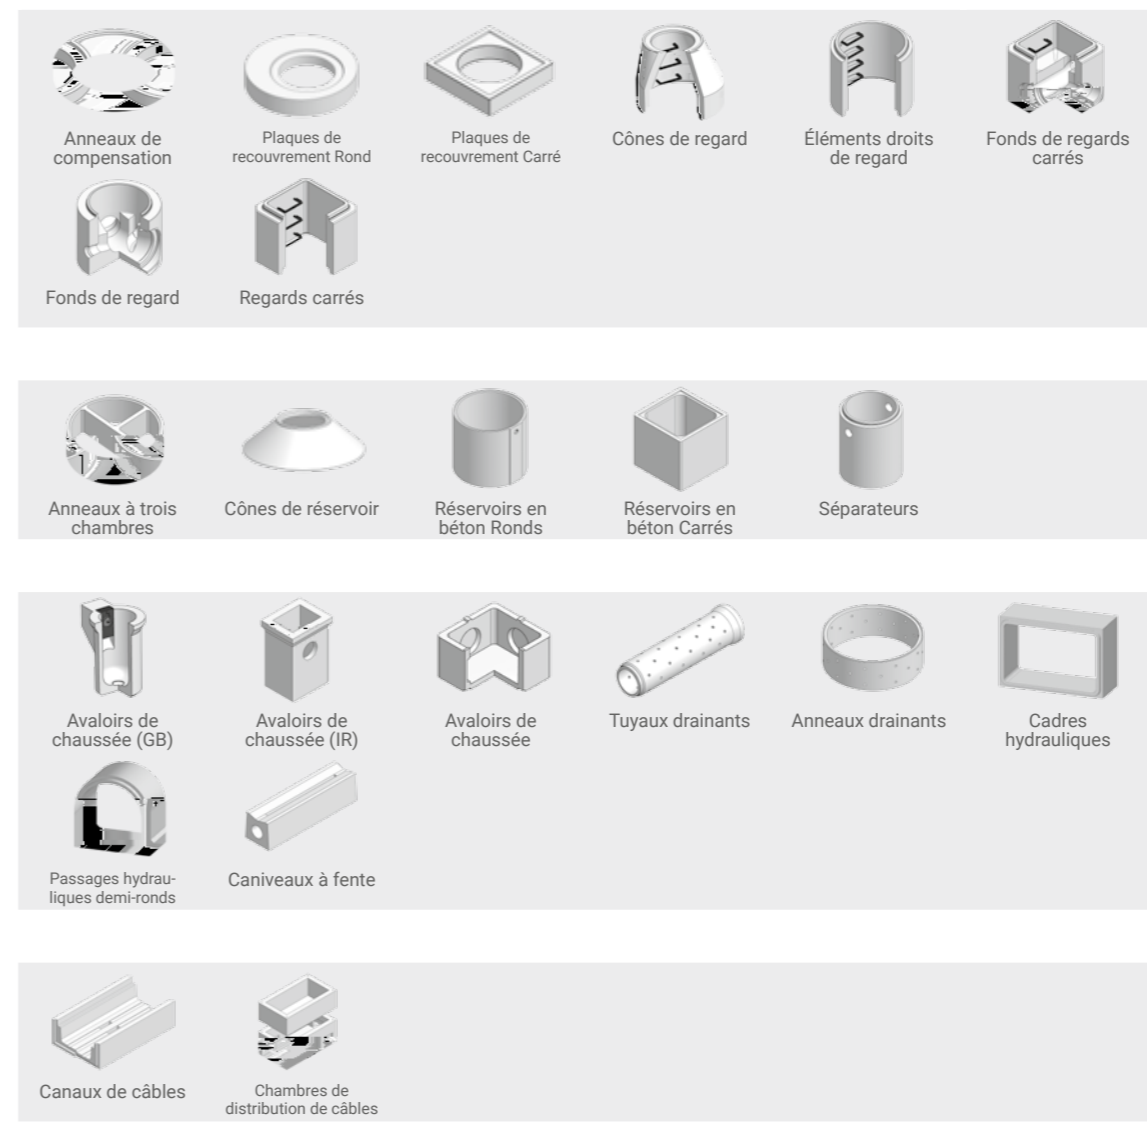 Anneaux de
compensation
Plaques de
recouvrement Rond
Plaques de
recouvrement Carré
Cônes de regard
Éléments droits
de regard
Fonds de regards
carrés
Fonds de regard
Regards carrés
Anneaux à trois
chambres
Cônes de réservoir
Réservoirs en
béton Ronds
Réservoirs en
béton Carrés
Séparateurs
Avaloirs de
chaussée (GB)
Avaloirs de
chaussée (IR)
Avaloirs de
chaussée
Tuyaux drainants
Anneaux drainants
Cadres
hydrauliques
Passages hydrau-
liques demi-ronds
Caniveaux à fente
Canaux de câbles
Chambres de
distribution de câbles